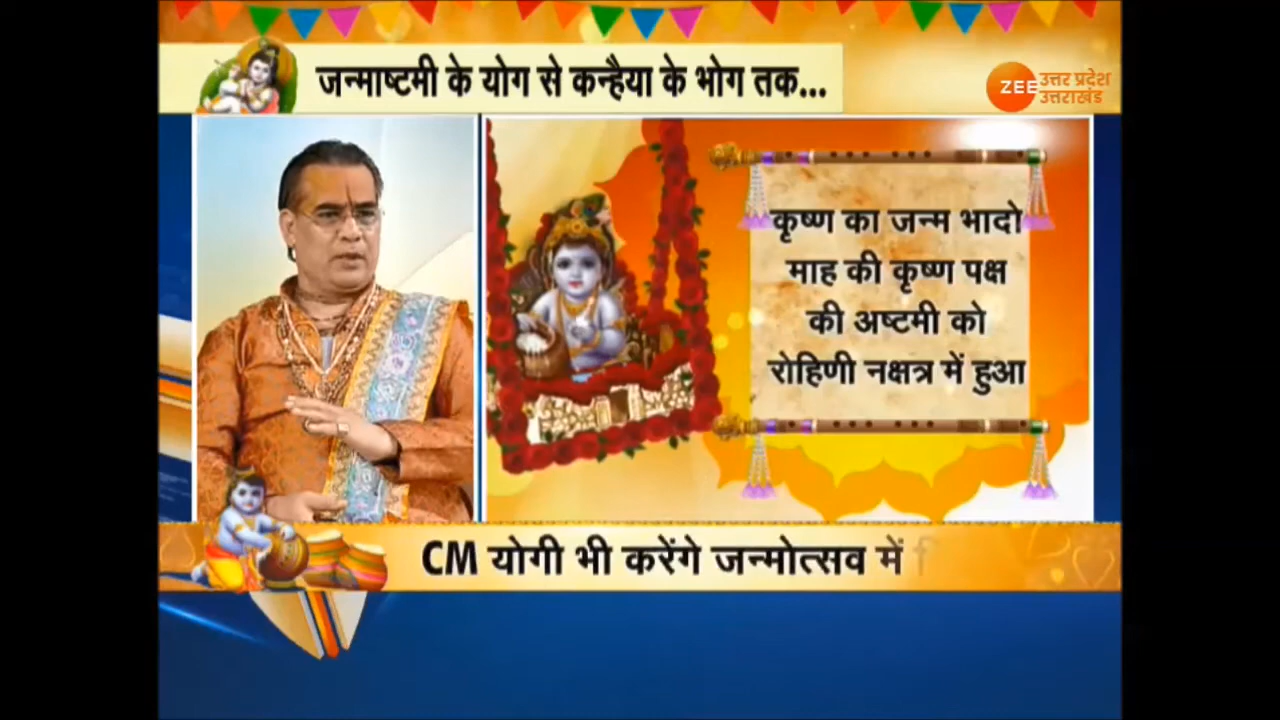 जन्माष्टमी के योग से कन्हैया के भोग तक...
ZEE उत्तर प्रदेश
उत्तराखंड
कृष्ण का जन्म भादो
माह की कृष्ण पक्ष
की अष्टमी को
रोहिणी नक्षत्र में हुआ
CM योगी भी करेंगे जन्मोत्सव में